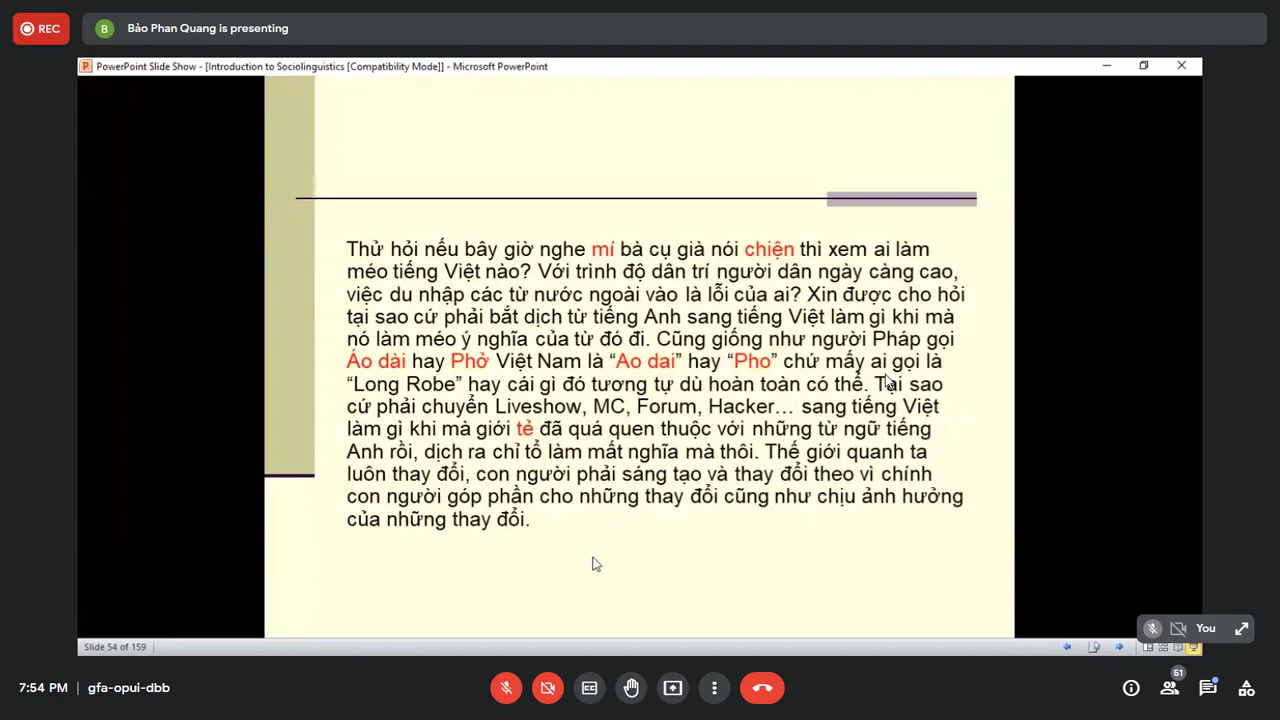 REC
B
Bảo Phan Quang is presenting
PowerPoint Slide Show - [Introduction to Sociolinguistics [Compatibility Mode]] - Microsoft PowerPoint
Thử hỏi nếu bây giờ nghe mí bà cụ già nói chiện thì xem ai làm
méo tiếng Việt nào? Với trình độ dân trí người dân ngày càng cao,
việc du nhập các từ nước ngoài vào là lỗi của ai? Xin được cho hỏi
tại sao cứ phải bắt dịch từ tiếng Anh sang tiếng Việt làm gì khi mà
nó làm méo ý nghĩa của từ đó đi. Cũng giống như người Pháp gọi
Áo dài hay Phở Việt Nam là “Ao dai” hay “Pho” chứ mấy ai gọi là
“Long Robe” hay cái gì đó tương tự dù hoàn toàn có thể. Tại sao
cứ phải chuyển Liveshow, MC, Forum, Hacker… sang tiếng Việt
làm gì khi mà giới tẻ đã quá quen thuộc với những từ ngữ tiếng
Anh rồi, dịch ra chỉ tổ làm mất nghĩa mà thôi. Thế giới quanh ta
luôn thay đổi, con người phải sáng tạo và thay đổi theo vì chính
con người góp phần cho những thay đổi cũng như chịu ảnh hưởng
của những thay đổi.
You
Slide 54 of 159
7:54 PM
gfa-opui-dbb
51